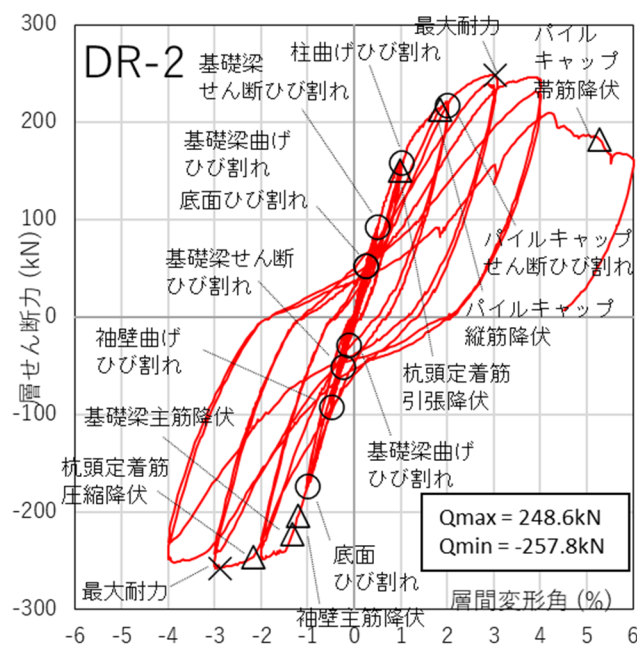 300
200
100
0
-100
-200
-300
層せん断力 (kN)
DR-2
基礎梁
せん断ひび割れ
柱曲げひび割れ
最大耐力
パイル
キャップ
帯筋降伏
基礎梁曲げ
ひび割れ
底面ひび割れ
基礎梁せん断
ひび割れ
パイルキャップ
せん断ひび割れ
パイルキャップ
縦筋降伏
袖壁曲げ
ひび割れ
杭頭定着筋
引張降伏
基礎梁主筋降伏
基礎梁曲げ
ひび割れ
杭頭定着筋
圧縮降伏
Qmax = 248.6kN
Qmin = -257.8kN
底面
ひび割れ
最大耐力
袖壁主筋降伏
層間変形角 (%)
-6 -5 -4 -3 -2 -1 0 1 2 3 4 5 6